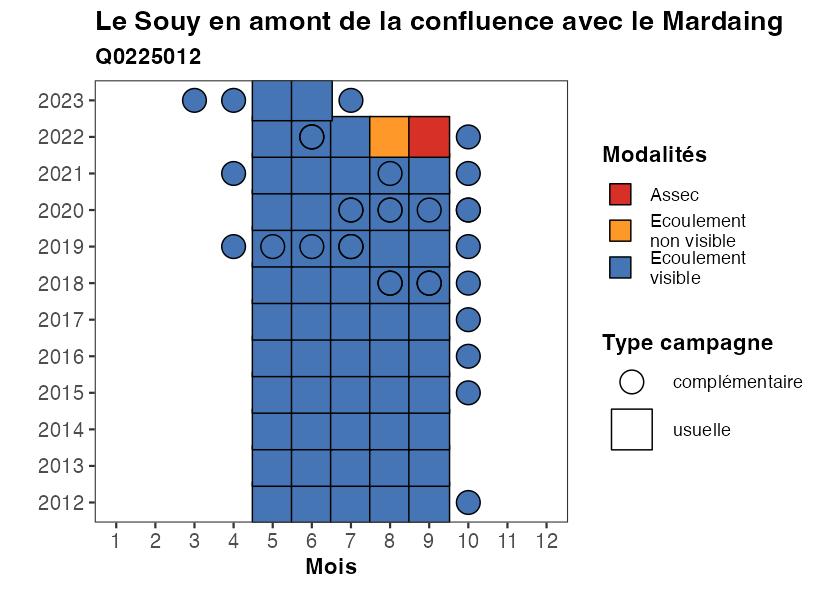 Le Souy en amont de la confluence avec le Mardaing
Q0225012
2023
2022
2021
2020
2019
2018
2017
2016
2015
2014
2013
2012
1 2 3 4 5 6 7 8 9 10 11 12
Mois
Modalités
Assec
Ecoulement
non visible
Ecoulement
visible
Type campagne
complémentaire
usuelle